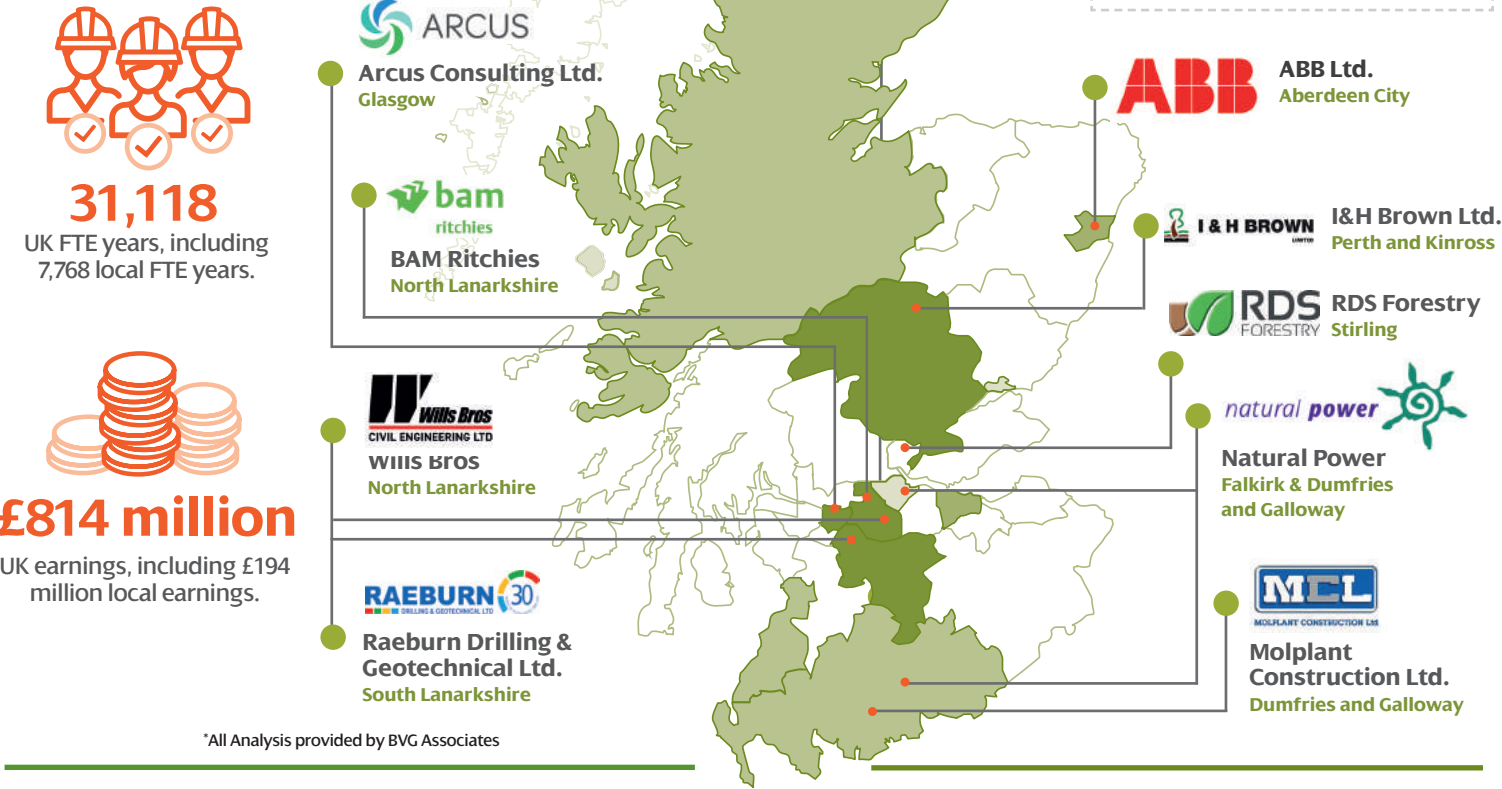 31,118
UK FTE years, including
7,768 local FTE years.
£814 million
UK earnings, including £194
million local earnings.
ARCUS
Arcus Consulting Ltd.
Glasgow
bam
ritchies
BAM Ritchies
North Lanarkshire
W
Wills Bros
CIVIL ENGINEERING LTD
Wills Bros
North Lanarkshire
RAEBURN 30
DRILLING & GEOTECHNICAL LTD
Raeburn Drilling &
Geotechnical Ltd.
South Lanarkshire
*All Analysis provided by BVG Associates
ABB
ABB Ltd.
Aberdeen City
I & H BROWN
LIMITED
I&H Brown Ltd.
Perth and Kinross
RDS
FORESTRY
RDS Forestry
Stirling
natural power
Natural Power
Falkirk & Dumfries
and Galloway
MCL
MOLPLANT CONSTRUCTION Ltd
Molplant
Construction Ltd.
Dumfries and Galloway